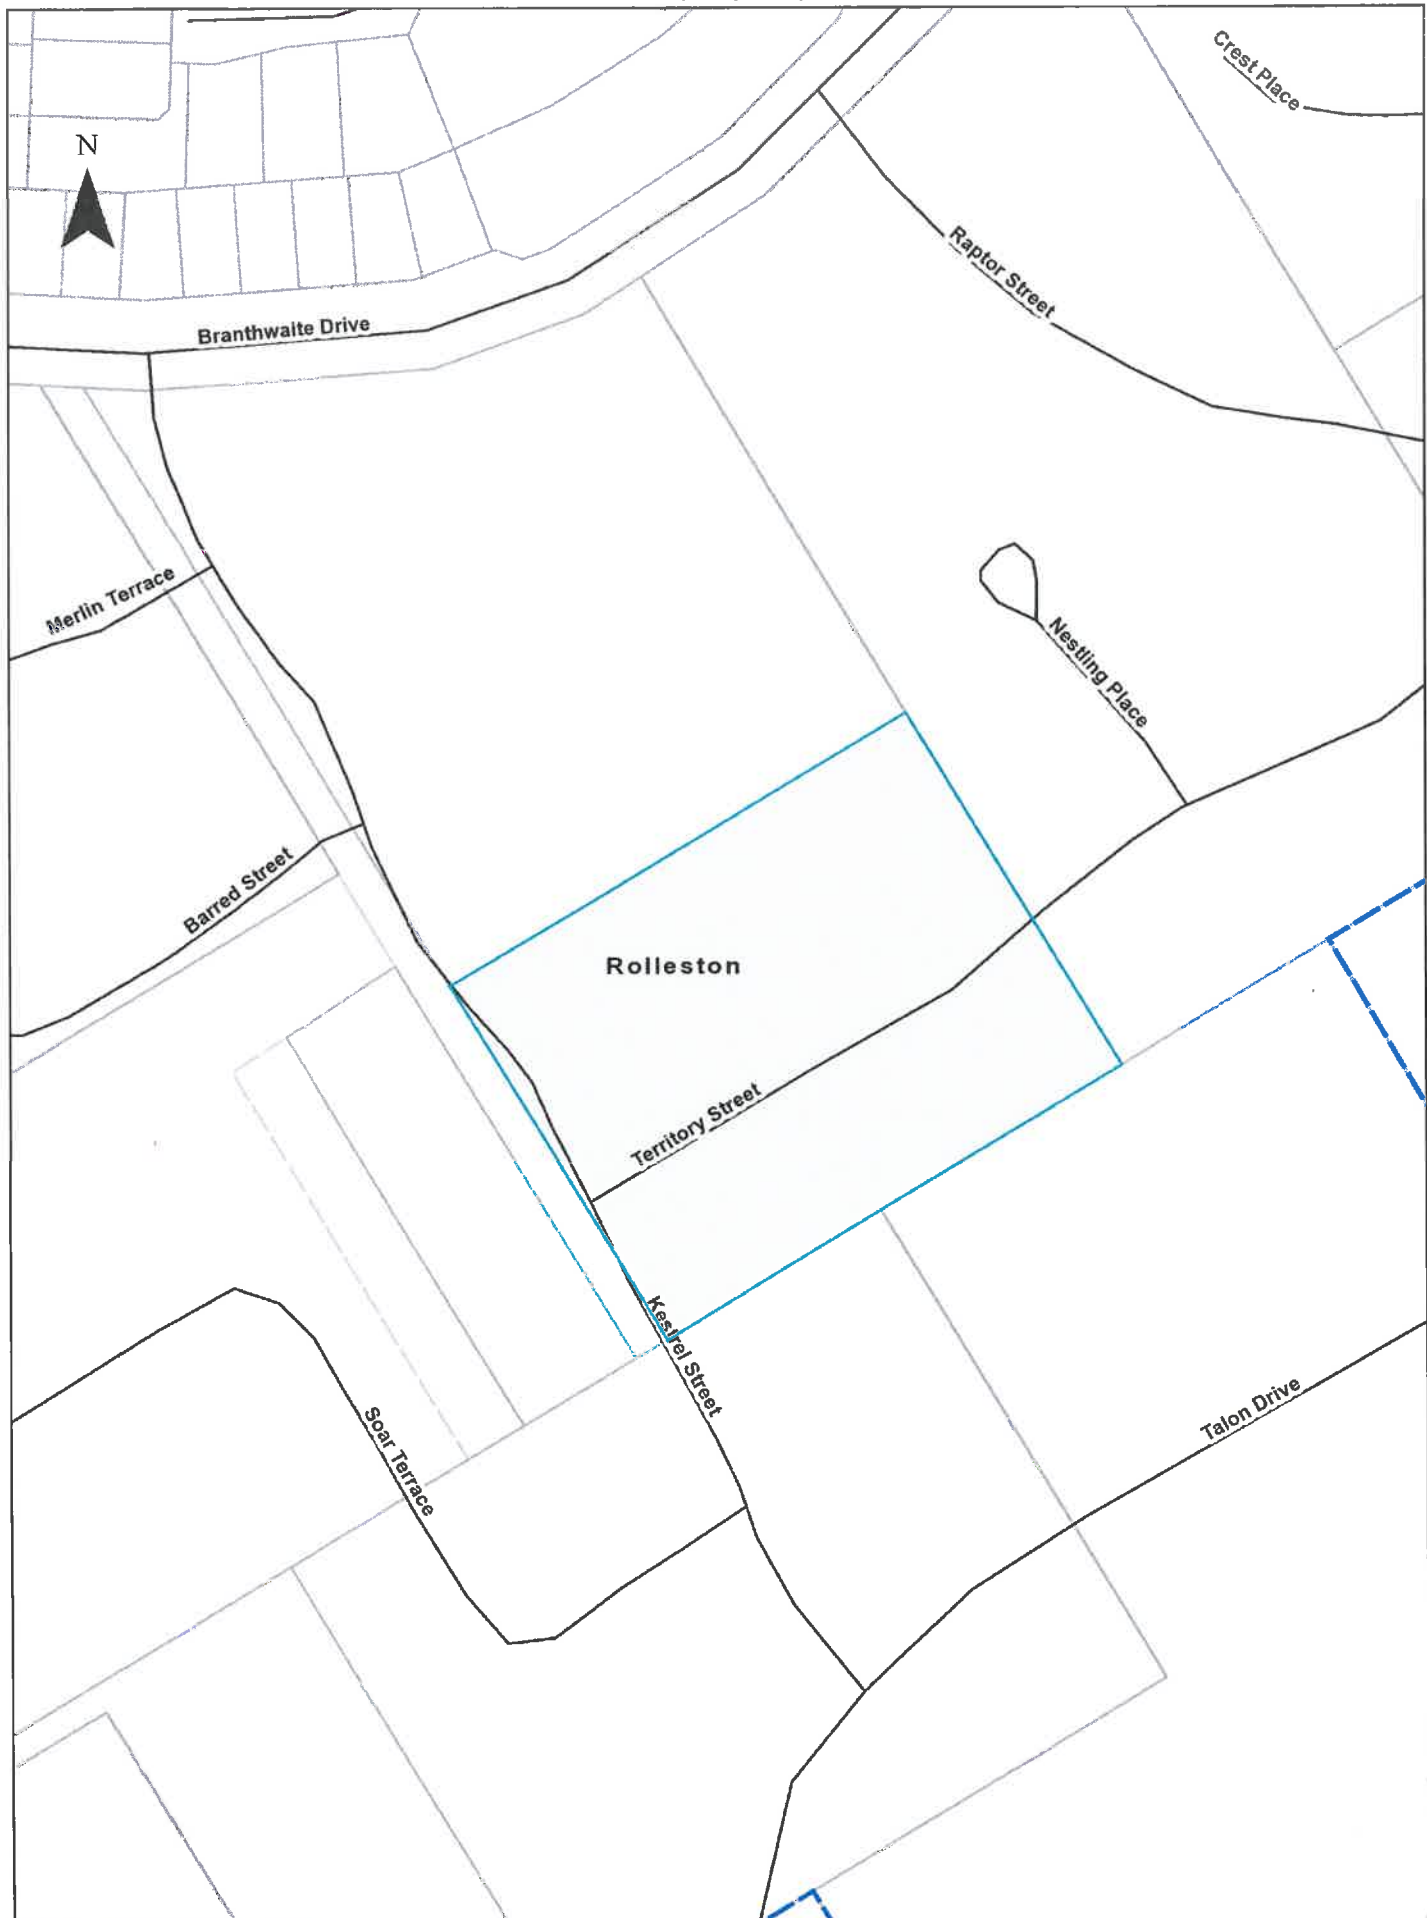 Crest Place
N
Raptor Street
Branthwaite Drive
Merlin Terrace
Nestling Place
Barred Street
Rolleston
Territory Street
Kestrel Street
Talon Drive
Soar Terrace